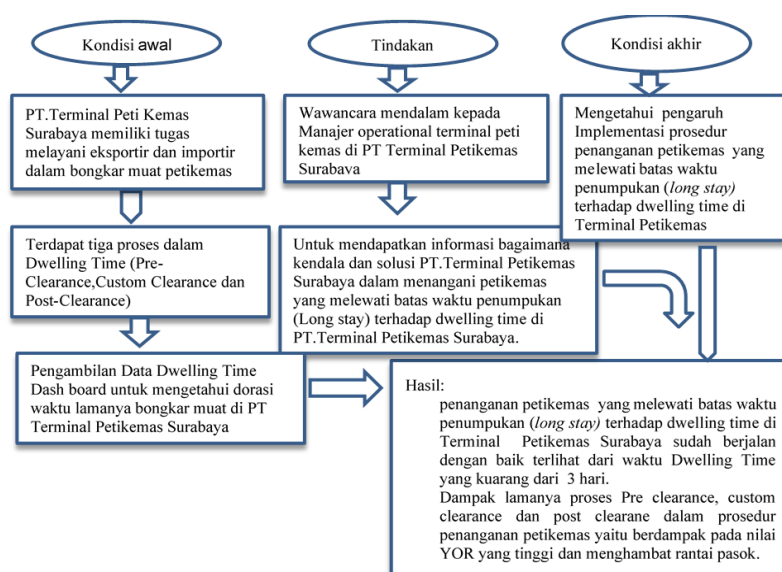 Kondisi awal
Tindakan
Kondisi akhir
PT.Terminal Peti Kemas
Surabaya memiliki tugas
melayani eksportir dan importir
dalam bongkar muat petikemas
Wawancara mendalam kepada
Manajer operational terminal peti
kemas di PT Terminal Petikemas
Surabaya
Mengetahui pengaruh
Implementasi prosedur
penanganan petikemas yang
melewati batas waktu
penumpukan (long stay)
terhadap dwelling time di
Terminal Petikemas
Terdapat tiga proses dalam
Dwelling Time (Pre-
Clearance,Custom Clearance dan
Post-Clearance)
Untuk mendapatkan informasi bagaimana
kendala dan solusi PT.Terminal Petikemas
Surabaya dalam menangani petikemas
yang melewati batas waktu penumpukan
(Long stay) terhadap dwelling time di
PT.Terminal Petikemas Surabaya.
Pengambilan Data Dwelling Time
Dash board untuk mengetahui dorasi
waktu lamanya bongkar muat di PT
Terminal Petikemas Surabaya
Hasil:
penanganan petikemas yang melewati batas waktu
penumpukan (long stay) terhadap dwelling time di
Terminal Petikemas Surabaya sudah berjalan
dengan baik terlihat dari waktu Dwelling Time
yang kuarang dari 3 hari.
Dampak lamanya proses Pre clearance, custom
clearance dan post clearane dalam prosedur
penanganan petikemas yaitu berdampak pada nilai
YOR yang tinggi dan menghambat rantai pasok.